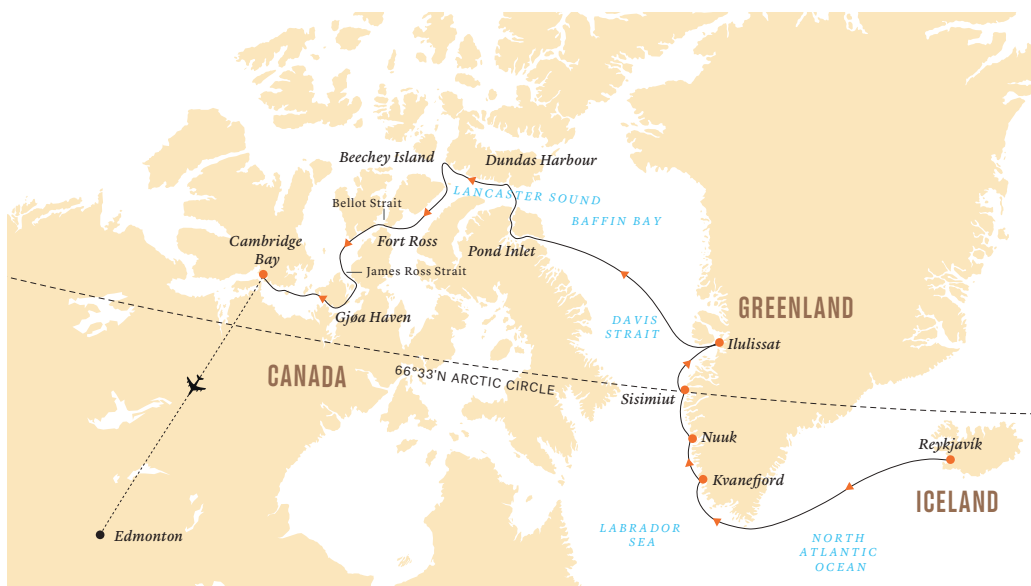 Beechey Island
Dundas Harbour
LANCASTER SOUND
Bellot Strait
BAFFIN BAY
Cambridge
Bay
Fort Ross
Pond Inlet
James Ross Strait
Gjøa Haven
GREENLAND
DAVIS
STRAIT
Ilulissat
CANADA
66°33'N ARCTIC CIRCLE
Sisimiut
Nuuk
Reykjavík
Kvanefjord
ICELAND
LABRADOR
SEA
Edmonton
NORTH
ATLANTIC
OCEAN